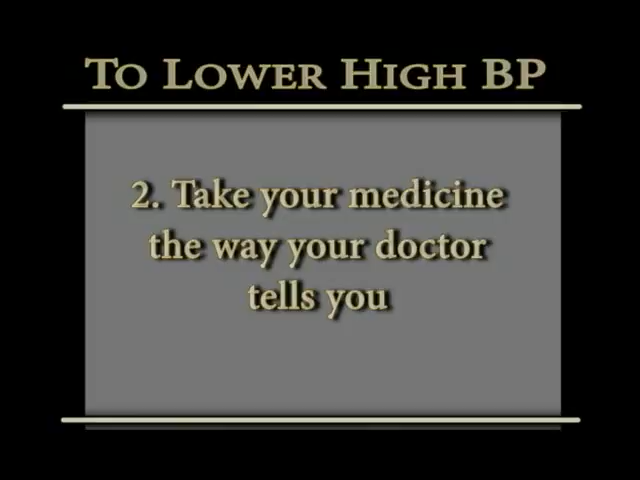 To Lower High BP
2. Take your medicine
the way your doctor
tells you